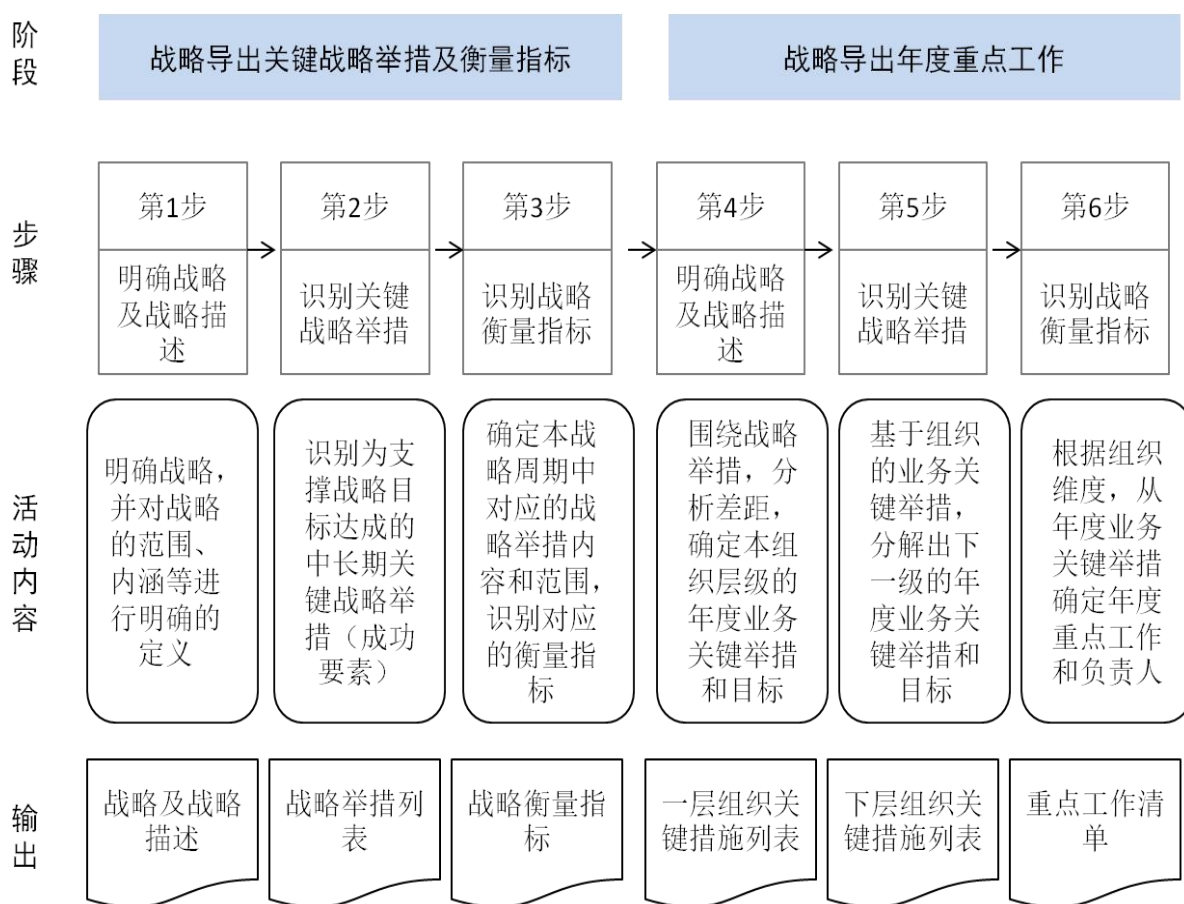 阶
段
战略导出关键战略举措及衡量指标
战略导出年度重点工作
步
骤
第1步
第2步
第3步
第4步
第5步
第6步
明确战略
及战略描
述
识别关键
战略举措
识别战略
衡量指标
明确战略
及战略描
述
识别关键
战略举措
识别战略
衡量指标
活
动
内
容
明确战略，
并对战略
的范围、
内涵等进
行明确的
定义
识别为支
撑战略目
标达成的
中长期关
键战略举
措（成功
要素）
确定本战
略周期中
对应的战
略举措内
容和范围，
识别对应
的衡量指
标
围绕战略
举措，分
析差距，
确定本组
织层级的
年度业务
关键举措
和目标
基于组织
的业务关
键举措，
分解出下
一级的年
度业务关
键举措和
目标
根据组织
维度，从
年度业务
关键举措
确定年度
重点工作
和负责人
输
出
战略及战略
描述
战略举措列
表
战略衡量指
标
一层组织关
键措施列表
下层组织关
键措施列表
重点工作清
单